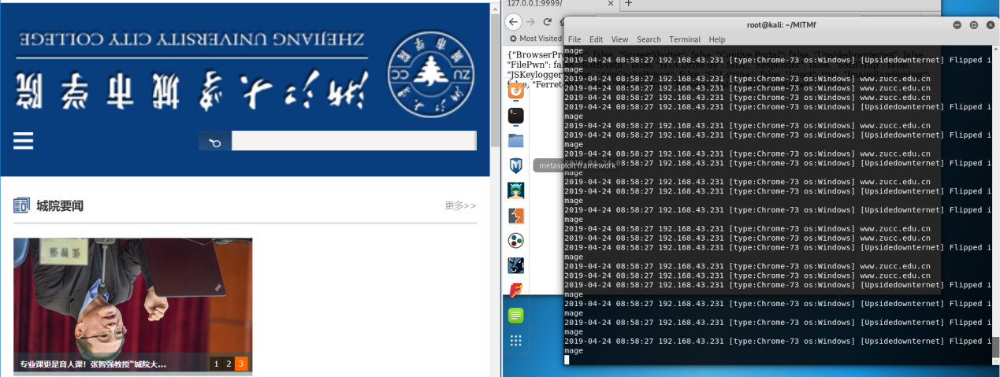 ZHEJIANG UNIVERSITY CITY COLLEGE
浙江大学城市学院
ZUCC
城院要闻
更多>>
专业课更是育人课！张智强教授“城院大...
1 2 3
127.0.0.1:9999/
Most Visited
root@kali: ~/MITMf
File Edit View Search Terminal Help
metasploit framework
mage
2019-04-24 08:58:27 192.168.43.231 [type:Chrome-73 os:Windows] [Upsidedownternet] Flipped i
mage
2019-04-24 08:58:27 192.168.43.231 [type:Chrome-73 os:Windows] www.zucc.edu.cn
2019-04-24 08:58:27 192.168.43.231 [type:Chrome-73 os:Windows] www.zucc.edu.cn
2019-04-24 08:58:27 192.168.43.231 [type:Chrome-73 os:Windows] www.zucc.edu.cn
2019-04-24 08:58:27 192.168.43.231 [type:Chrome-73 os:Windows] [Upsidedownternet] Flipped i
mage
2019-04-24 08:58:27 192.168.43.231 [type:Chrome-73 os:Windows] www.zucc.edu.cn
2019-04-24 08:58:27 192.168.43.231 [type:Chrome-73 os:Windows] [Upsidedownternet] Flipped i
mage
2019-04-24 08:58:27 192.168.43.231 [type:Chrome-73 os:Windows] [Upsidedownternet] Flipped i
mage
2019-04-24 08:58:27 192.168.43.231 [type:Chrome-73 os:Windows] www.zucc.edu.cn
2019-04-24 08:58:27 192.168.43.231 [type:Chrome-73 os:Windows] [Upsidedownternet] Flipped i
mage
2019-04-24 08:58:27 192.168.43.231 [type:Chrome-73 os:Windows] www.zucc.edu.cn
2019-04-24 08:58:27 192.168.43.231 [type:Chrome-73 os:Windows] [Upsidedownternet] Flipped i
mage
2019-04-24 08:58:27 192.168.43.231 [type:Chrome-73 os:Windows] [Upsidedownternet] Flipped i
mage
2019-04-24 08:58:27 192.168.43.231 [type:Chrome-73 os:Windows] www.zucc.edu.cn
2019-04-24 08:58:27 192.168.43.231 [type:Chrome-73 os:Windows] www.zucc.edu.cn
2019-04-24 08:58:27 192.168.43.231 [type:Chrome-73 os:Windows] [Upsidedownternet] Flipped i
mage
2019-04-24 08:58:27 192.168.43.231 [type:Chrome-73 os:Windows] www.zucc.edu.cn
2019-04-24 08:58:27 192.168.43.231 [type:Chrome-73 os:Windows] www.zucc.edu.cn
2019-04-24 08:58:27 192.168.43.231 [type:Chrome-73 os:Windows] [Upsidedownternet] Flipped i
mage
2019-04-24 08:58:27 192.168.43.231 [type:Chrome-73 os:Windows] [Upsidedownternet] Flipped i
mage
2019-04-24 08:58:27 192.168.43.231 [type:Chrome-73 os:Windows] [Upsidedownternet] Flipped i
mage
2019-04-24 08:58:27 192.168.43.231 [type:Chrome-73 os:Windows] [Upsidedownternet] Flipped i
mage